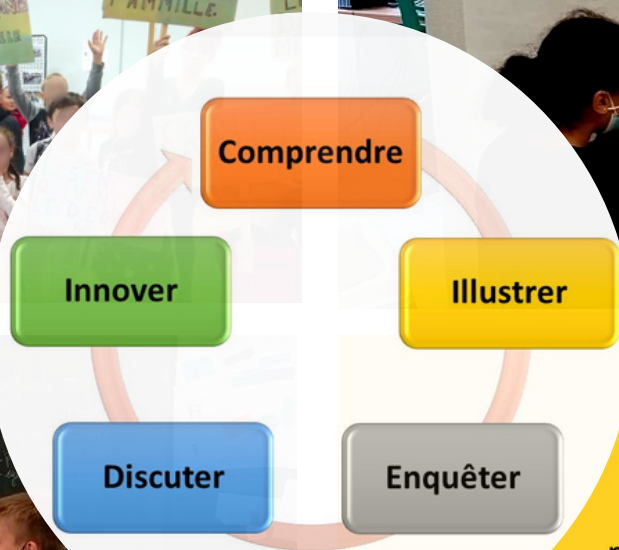 Comprendre
Innover
Illustrer
Discuter
Enquêter